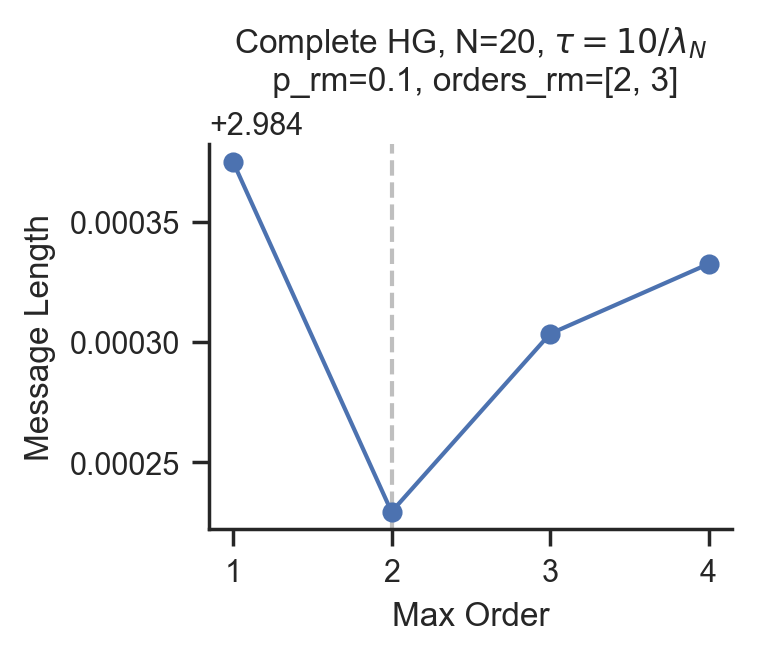 Complete HG, N=20, τ = 10/λ_N
p_rm=0.1, orders_rm=[2, 3]
+2.984
0.00035
0.00030
0.00025
Message Length
1 2 3 4
Max Order